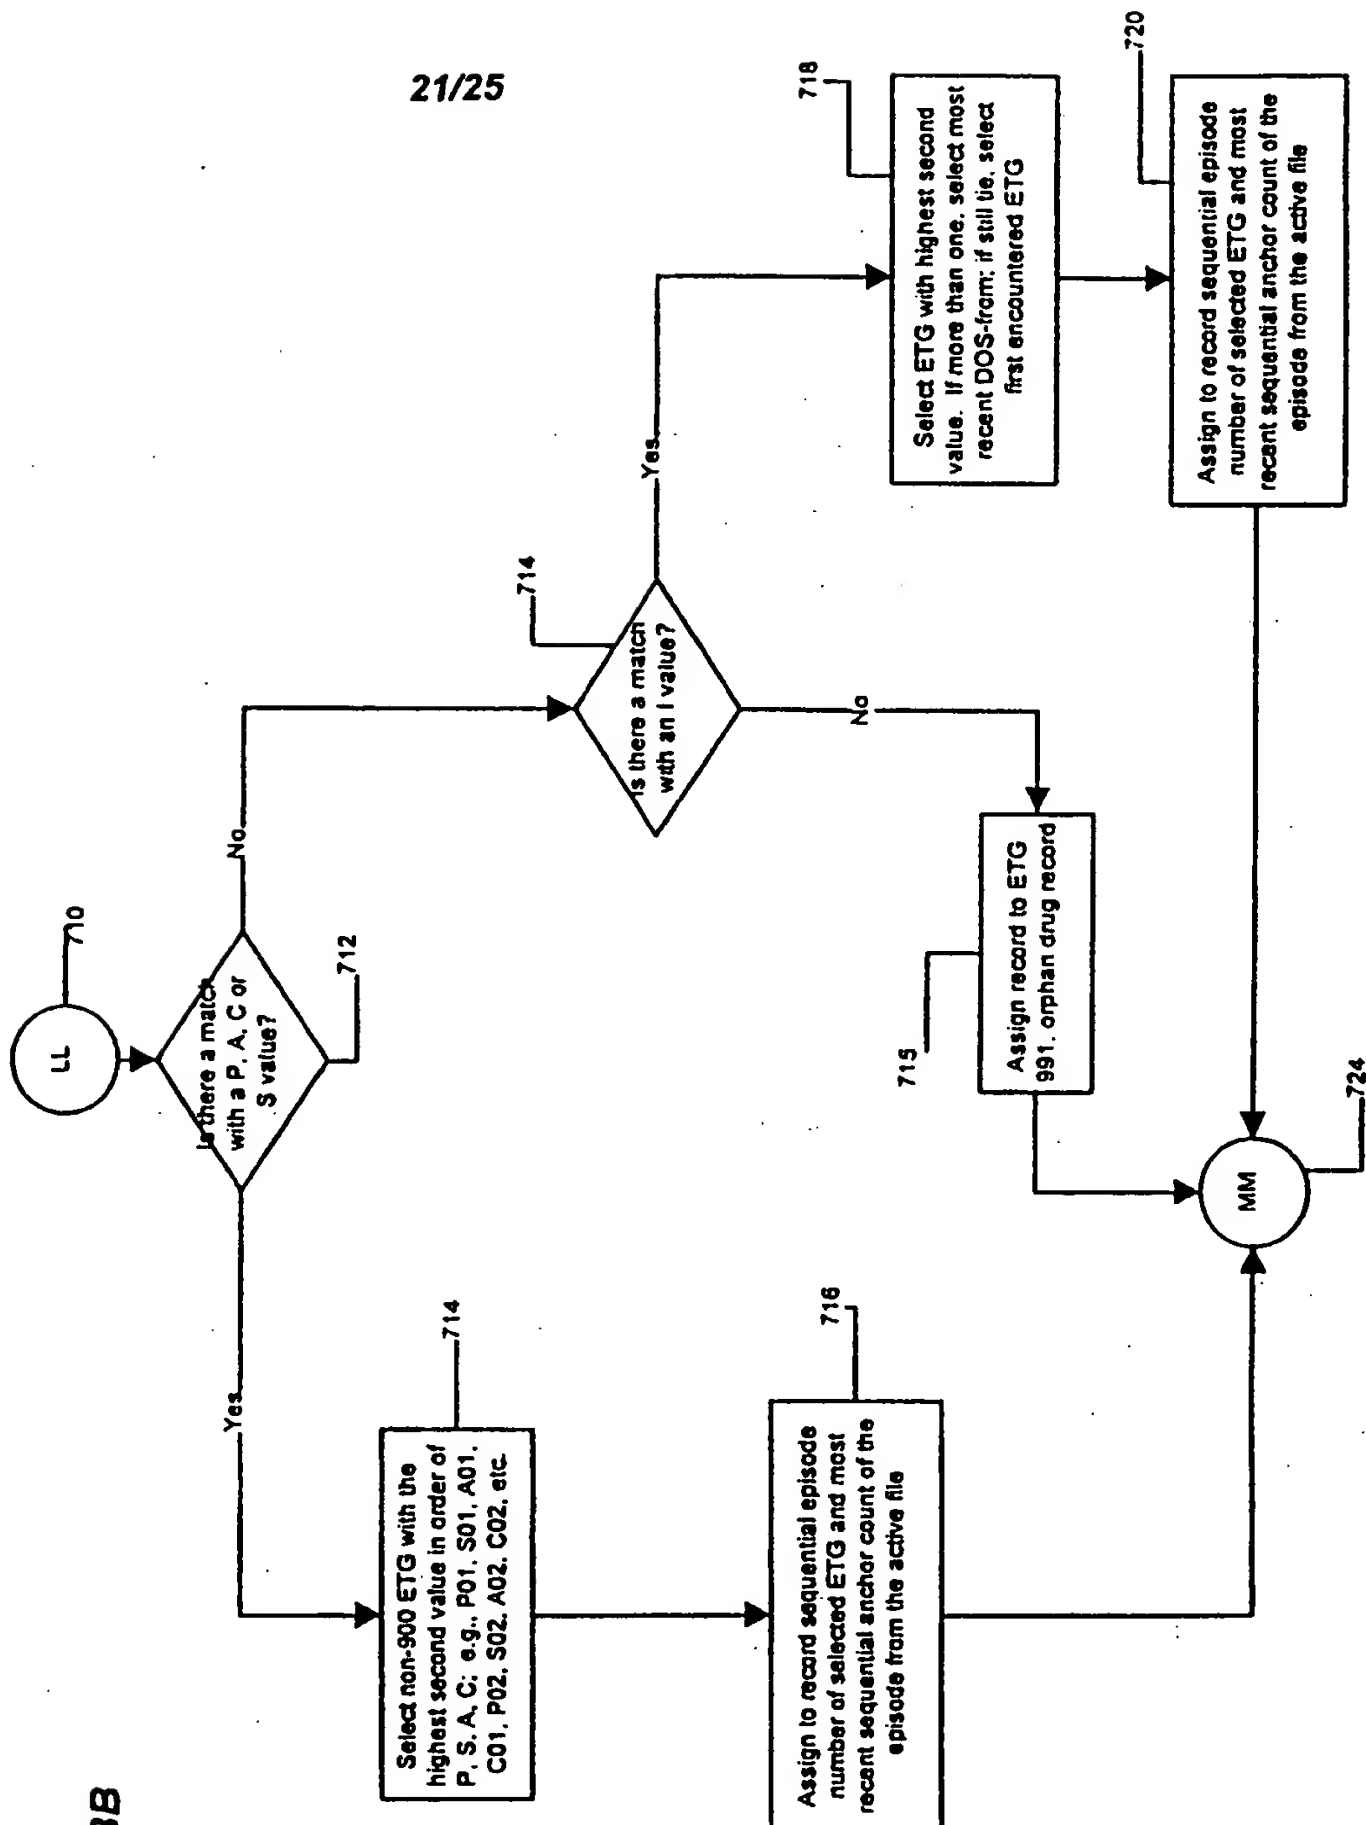 21/25
3B
LL
710
Is there a match
with a P, A, C or
S value?
712
Yes
No
Select non-900 ETG with the
highest second value in order of
P, S, A, C; e.g., P01, S01, A01,
C01, P02, S02, A02, C02, etc.
714
Assign to record sequential episode
number of selected ETG and most
recent sequential anchor count of the
episode from the active file
716
Is there a match
with an I value?
714
No
Yes
Assign record to ETG
991, orphan drug record
715
Select ETG with highest second
value. If more than one, select most
recent DOS-from; if still tie, select
first encountered ETG
718
Assign to record sequential episode
number of selected ETG and most
recent sequential anchor count of the
episode from the active file
720
MM
724